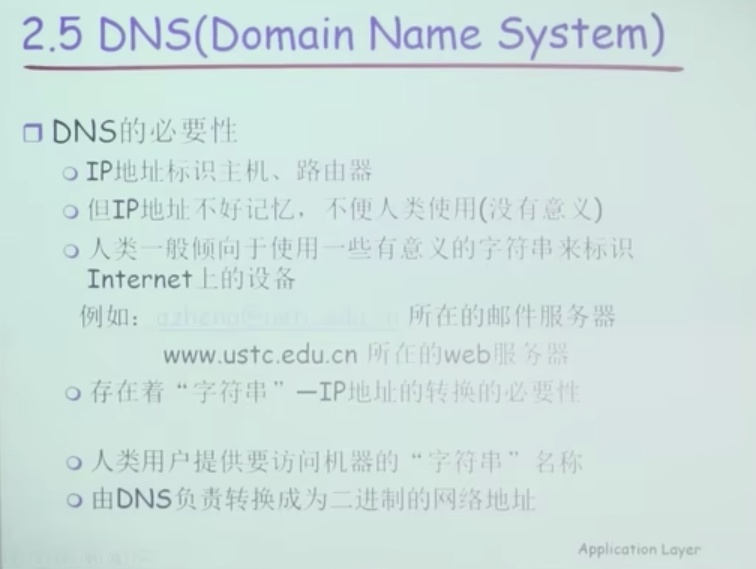 2.5 DNS(Domain Name System)
DNS的必要性
IP地址标识主机、路由器
但IP地址不好记忆，不便人类使用(没有意义)
人类一般倾向于使用一些有意义的字符串来标识
Internet上的设备
例如： 所在的邮件服务器
www.ustc.edu.cn 所在的web服务器
存在着“字符串”—IP地址的转换的必要性
人类用户提供要访问机器的“字符串”名称
由DNS负责转换成为二进制的网络地址
Application Layer